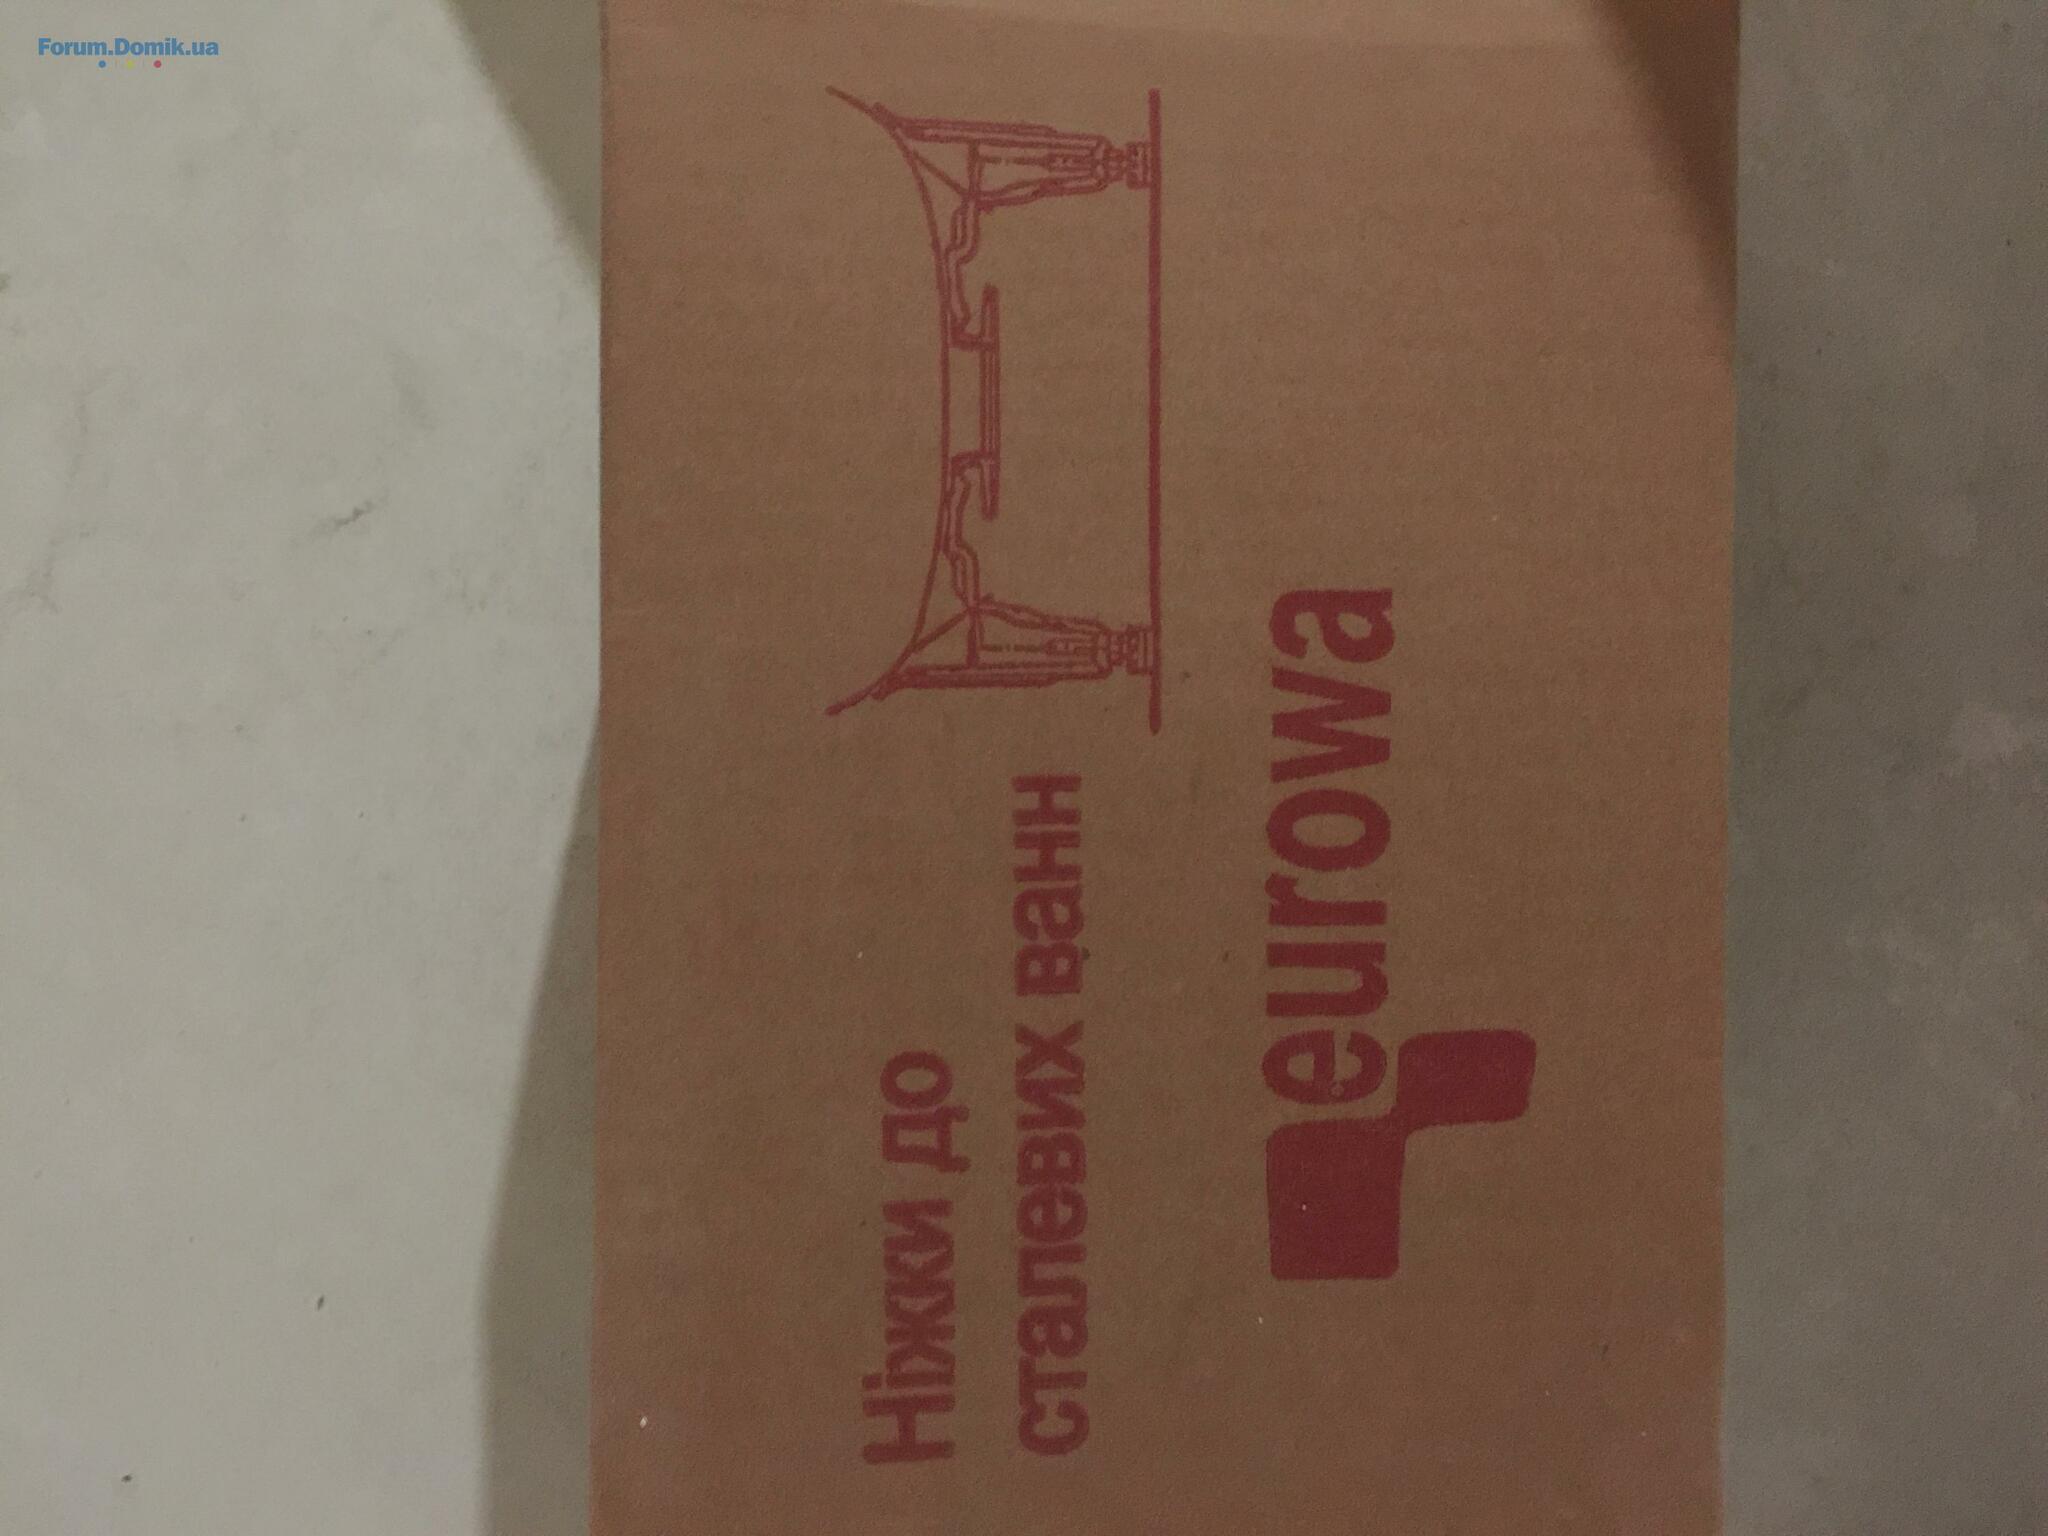 Forum.Domik.ua
Ніжки до
сталевих ванн
eurowa